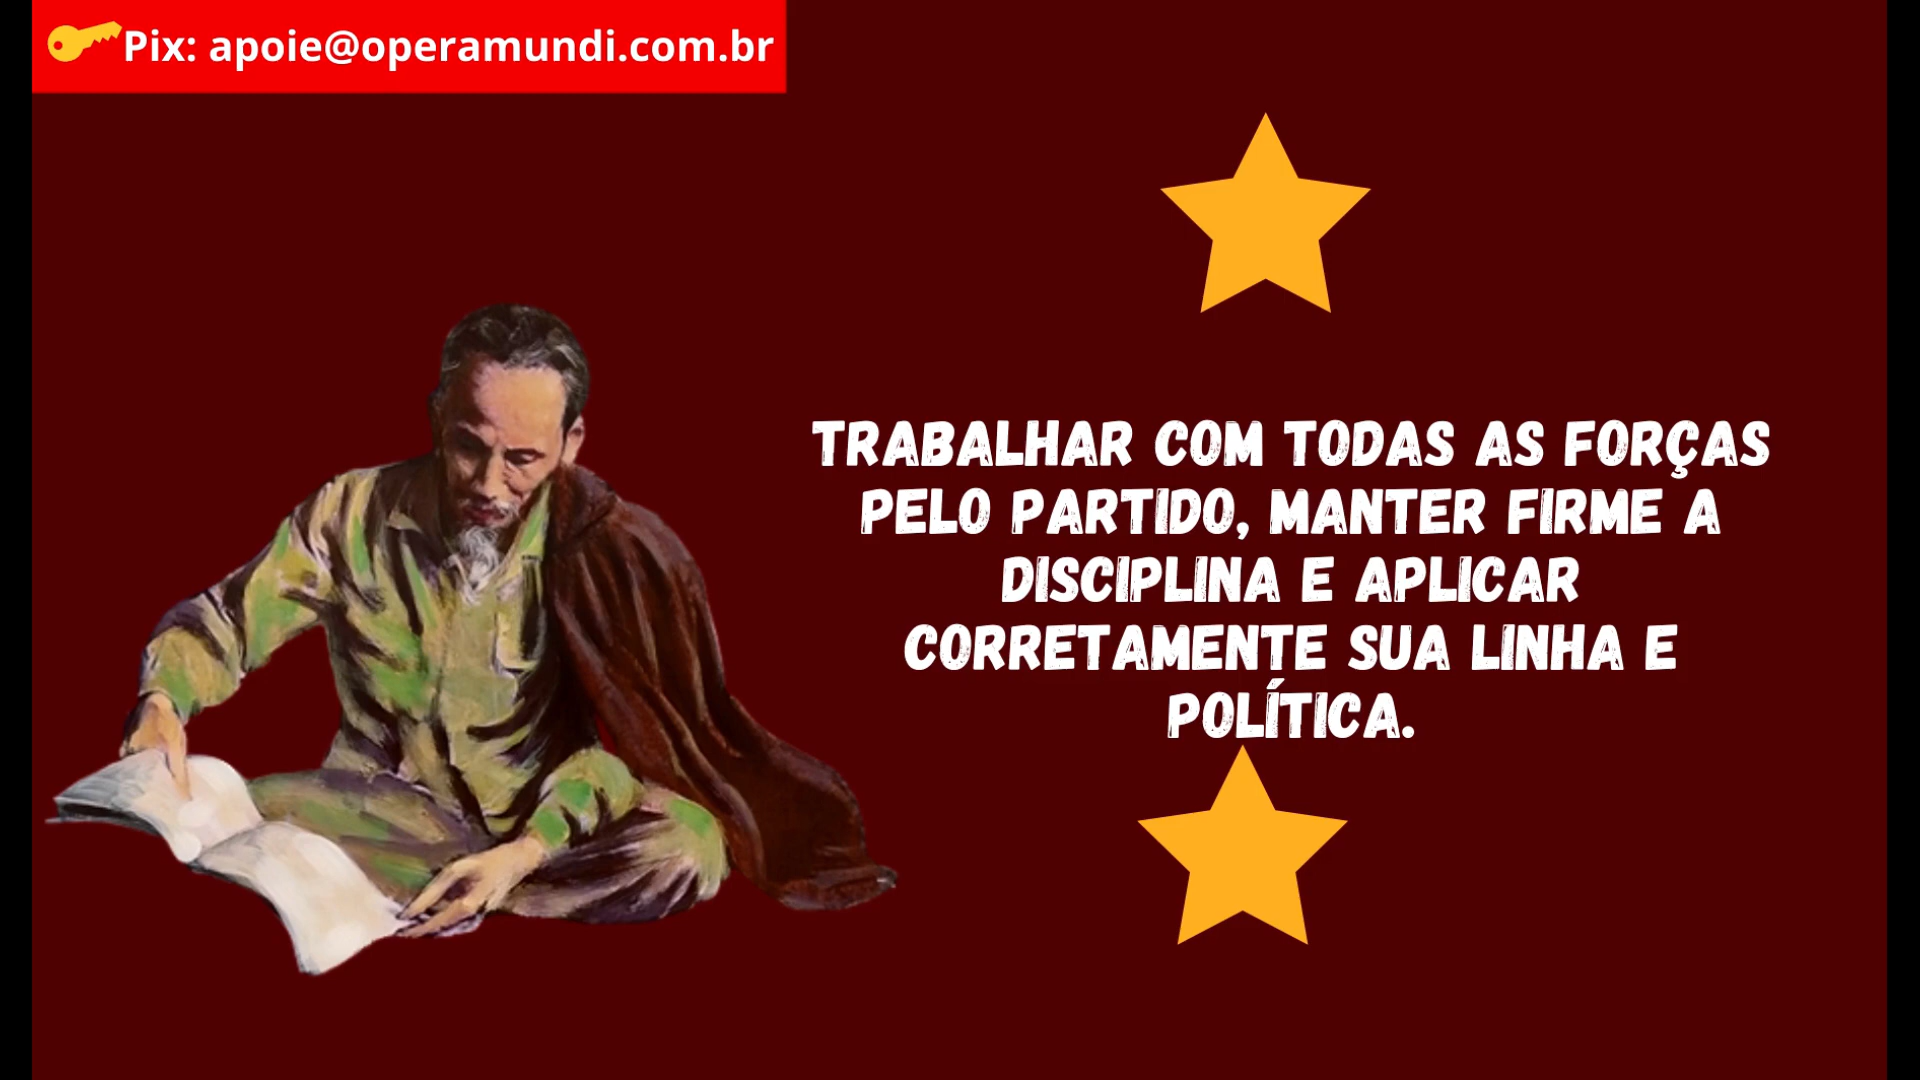 Pix: apoie@operamundi.com.br
TRABALHAR COM TODAS AS FORÇAS
PELO PARTIDO, MANTER FIRME A
DISCIPLINA E APLICAR
CORRETAMENTE SUA LINHA E
POLÍTICA.